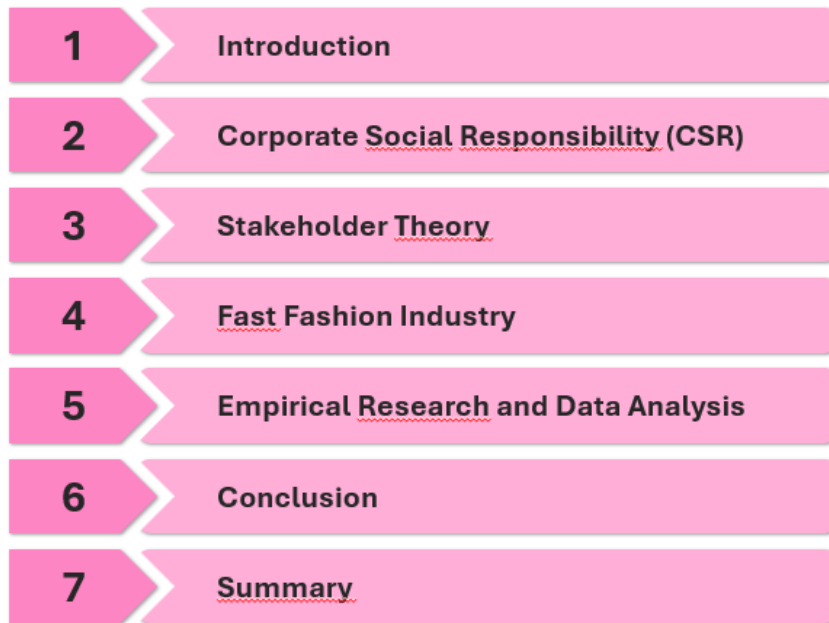 1 Introduction
2 Corporate Social Responsibility (CSR)
3 Stakeholder Theory
4 Fast Fashion Industry
5 Empirical Research and Data Analysis
6 Conclusion
7 Summary